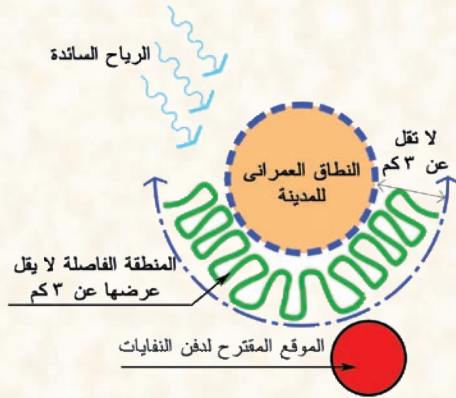 الرياح السائدة
لا تقل
عن ٣ كم
النطاق العمرانى
للمدينة
المنطقة الفاصلة لا يقل
عرضها عن ٣ كم
الموقع المقترح لدفن النفايات